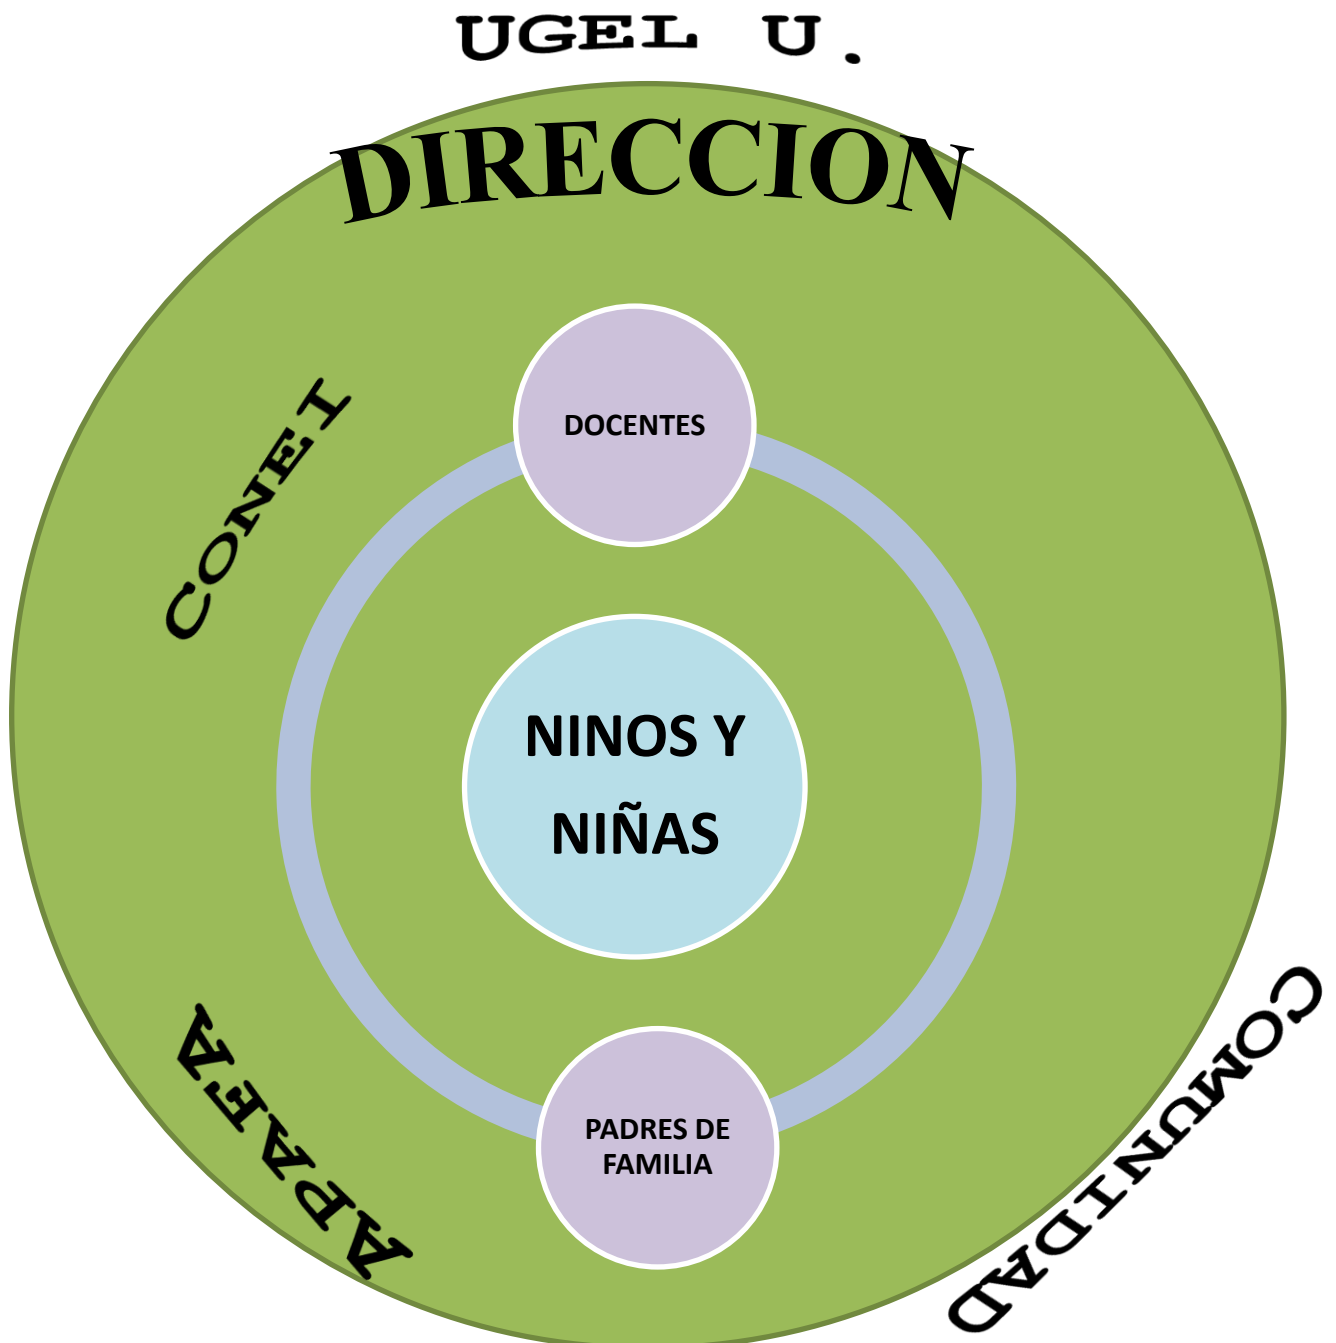 UGEL U.
DIRECCION
CONEI
DOCENTES
NINOS Y
NIÑAS
APAFA
PADRES DE
FAMILIA
COMUNIDAD